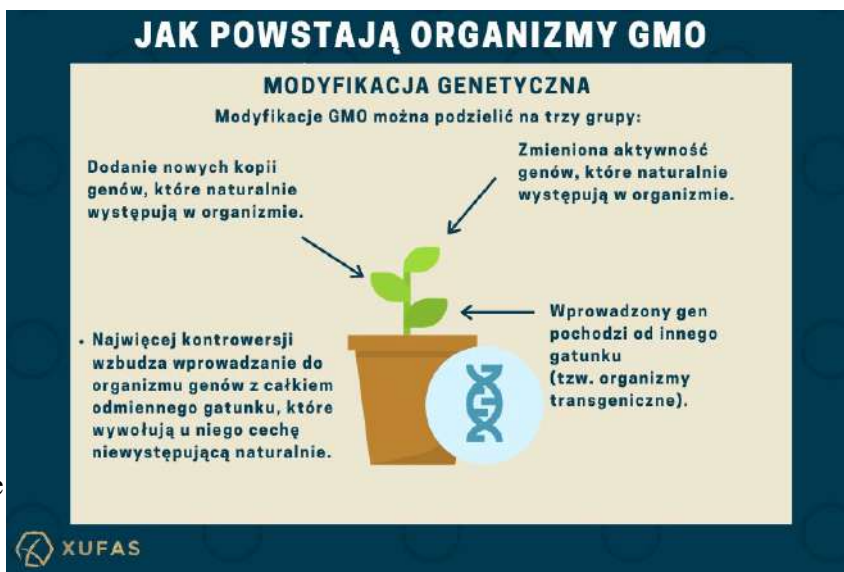 JAK POWSTAJĄ ORGANIZMY GMO
MODYFIKACJA GENETYCZNA
Modyfikacje GMO można podzielić na trzy grupy:
Dodanie nowych kopii
genów, które naturalnie
występują w organizmie.
Zmieniona aktywność
genów, które naturalnie
występują w organizmie.
Wprowadzony gen
pochodzi od innego
gatunku
(tzw. organizmy
transgeniczne).
• Najwięcej kontrowersji
wzbudza wprowadzanie do
organizmu genów z całkiem
odmiennego gatunku, które
wywołują u niego cechę
niewystępującą naturalnie.
XUFAS